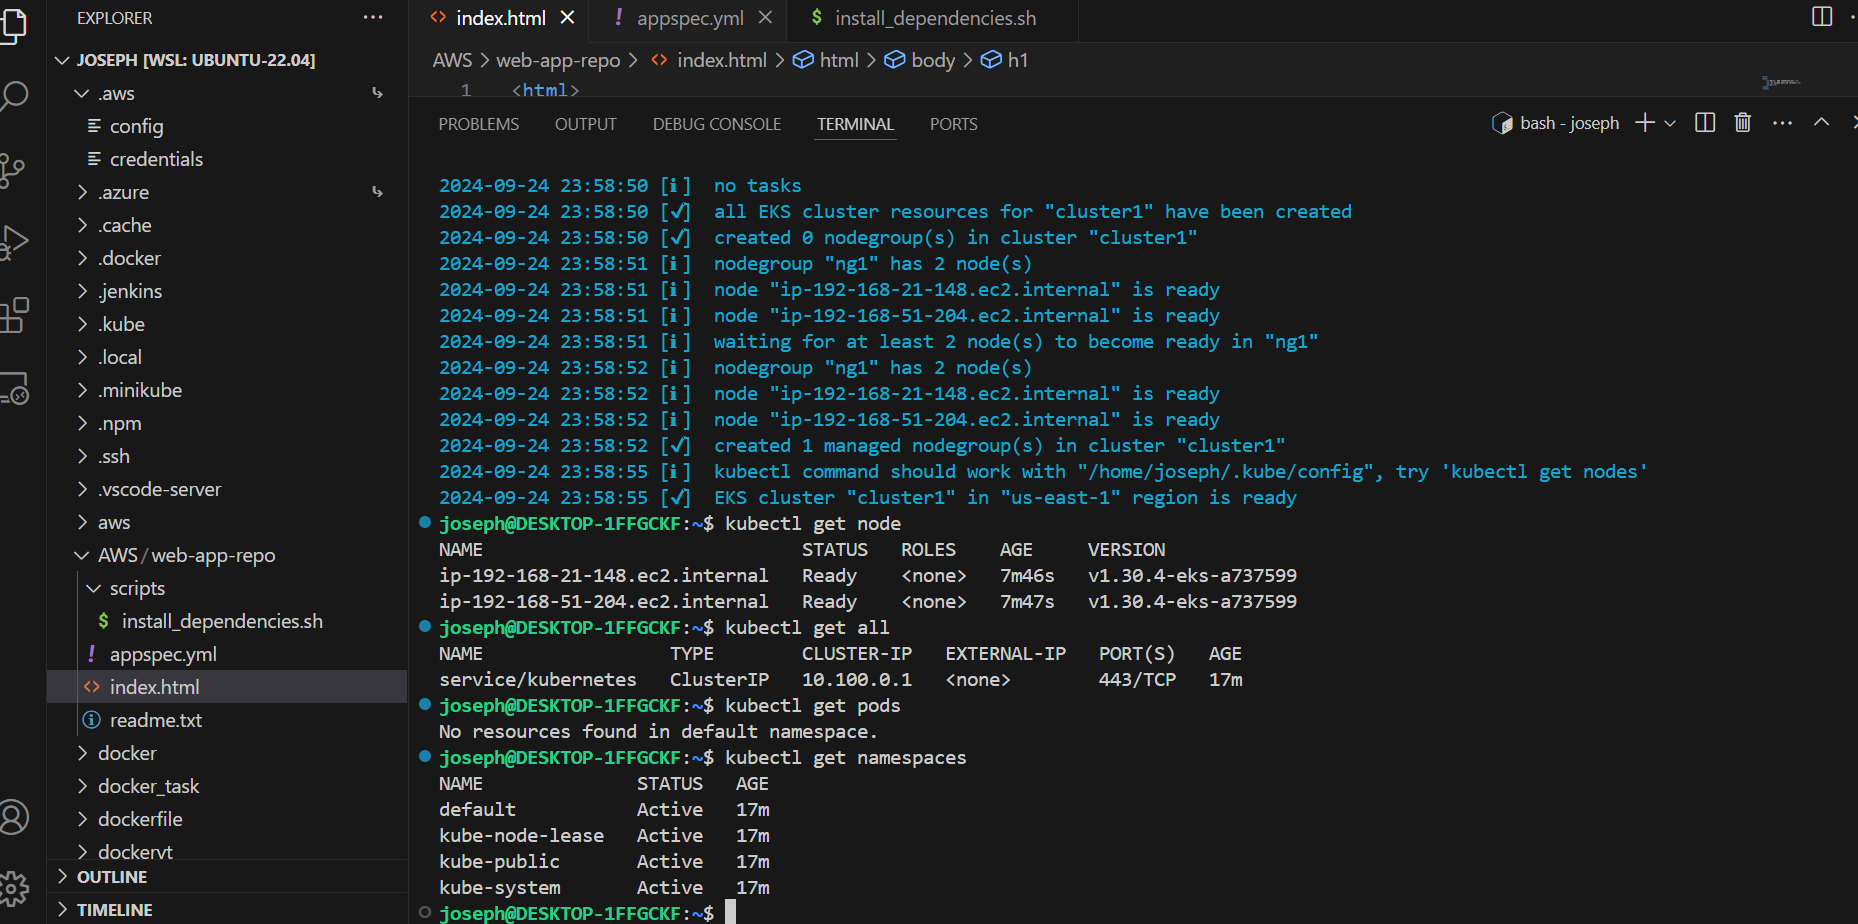 EXPLORER
JOSEPH [WSL: UBUNTU-22.04]
.aws
config
credentials
.azure
.cache
.docker
.jenkins
.kube
.local
.minikube
.npm
.ssh
.vscode-server
aws
AWS/web-app-repo
scripts
$ install_dependencies.sh
! appspec.yml
<> index.html
readme.txt
docker
docker_task
dockerfile
dockeryt
OUTLINE
TIMELINE
<> index.html
! appspec.yml
$ install_dependencies.sh
AWS > web-app-repo > <> index.html > html > body > h1
1 <html>
PROBLEMS OUTPUT DEBUG CONSOLE TERMINAL PORTS
bash - joseph
2024-09-24 23:58:50 [ℹ]  no tasks
2024-09-24 23:58:50 [✓]  all EKS cluster resources for "cluster1" have been created
2024-09-24 23:58:50 [✓]  created 0 nodegroup(s) in cluster "cluster1"
2024-09-24 23:58:51 [ℹ]  nodegroup "ng1" has 2 node(s)
2024-09-24 23:58:51 [ℹ]  node "ip-192-168-21-148.ec2.internal" is ready
2024-09-24 23:58:51 [ℹ]  node "ip-192-168-51-204.ec2.internal" is ready
2024-09-24 23:58:51 [ℹ]  waiting for at least 2 node(s) to become ready in "ng1"
2024-09-24 23:58:52 [ℹ]  nodegroup "ng1" has 2 node(s)
2024-09-24 23:58:52 [ℹ]  node "ip-192-168-21-148.ec2.internal" is ready
2024-09-24 23:58:52 [ℹ]  node "ip-192-168-51-204.ec2.internal" is ready
2024-09-24 23:58:52 [✓]  created 1 managed nodegroup(s) in cluster "cluster1"
2024-09-24 23:58:55 [ℹ]  kubectl command should work with "/home/joseph/.kube/config", try 'kubectl get nodes'
2024-09-24 23:58:55 [✓]  EKS cluster "cluster1" in "us-east-1" region is ready
joseph@DESKTOP-1FFGCKF:~$ kubectl get node
NAME STATUS ROLES AGE VERSION
ip-192-168-21-148.ec2.internal Ready <none> 7m46s v1.30.4-eks-a737599
ip-192-168-51-204.ec2.internal Ready <none> 7m47s v1.30.4-eks-a737599
joseph@DESKTOP-1FFGCKF:~$ kubectl get all
NAME TYPE CLUSTER-IP EXTERNAL-IP PORT(S) AGE
service/kubernetes ClusterIP 10.100.0.1 <none> 443/TCP 17m
joseph@DESKTOP-1FFGCKF:~$ kubectl get pods
No resources found in default namespace.
joseph@DESKTOP-1FFGCKF:~$ kubectl get namespaces
NAME STATUS AGE
default Active 17m
kube-node-lease Active 17m
kube-public Active 17m
kube-system Active 17m
joseph@DESKTOP-1FFGCKF:~$